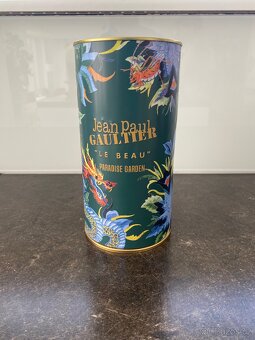 Jean Paul
GAULTIER
"LE BEAU"
PARADISE GARDEN